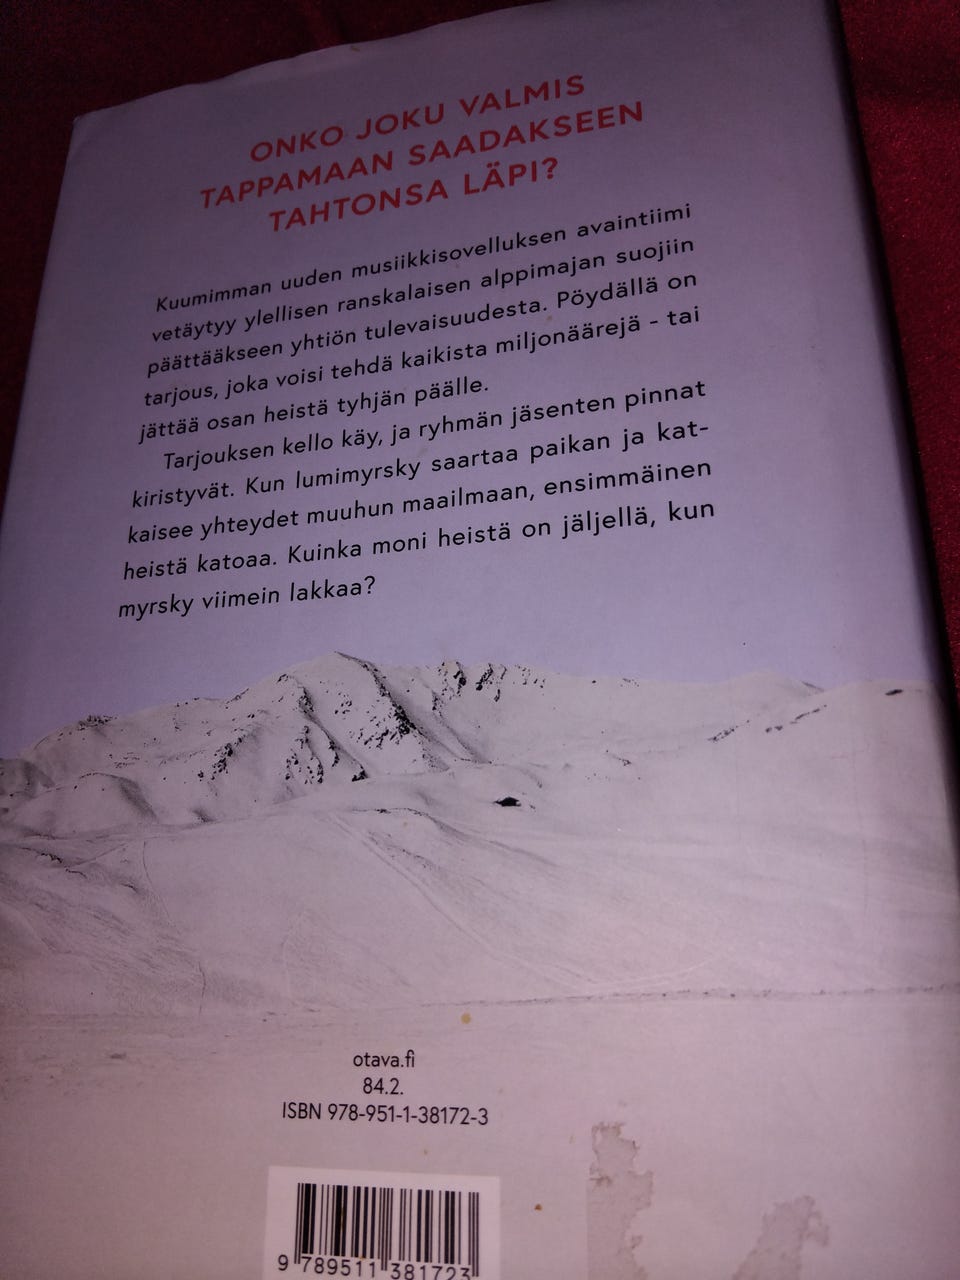 ONKO JOKU VALMIS
TAPPAMAAN SAADAKSEEN
TAHTONSA LÄPI?
Kuumimman uuden musiikkisovelluksen avaintiimi
vetäytyy ylellisen ranskalaisen alppimajan suojiin
päättääkseen yhtiön tulevaisuudesta. Pöydällä on
tarjous, joka voisi tehdä kaikista miljonäärejä - tai
jättää osan heistä tyhjän päälle.
Tarjouksen kello käy, ja ryhmän jäsenten pinnat
kiristyvät. Kun lumimyrsky saartaa paikan ja kat-
kaisee yhteydet muuhun maailmaan, ensimmäinen
heistä katoaa. Kuinka moni heistä on jäljellä, kun
myrsky viimein lakkaa?
otava.fi
84.2.
ISBN 978-951-1-38172-3
9 789511 381723